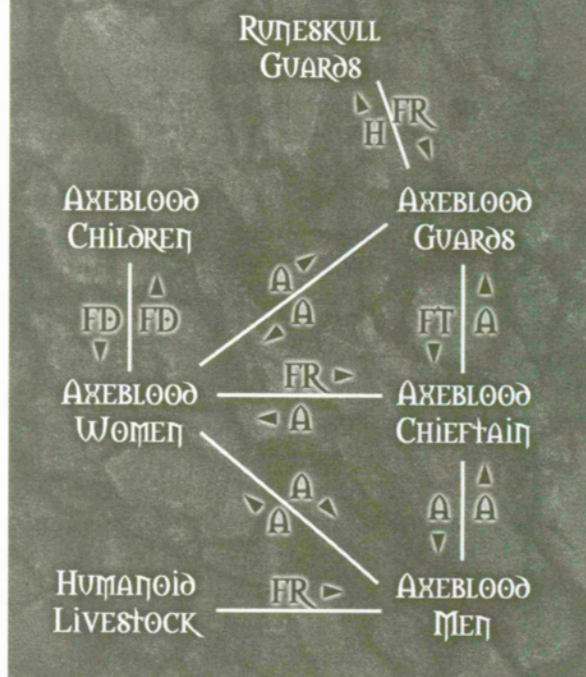 Runeskull
Guards
H FR
Axeblood
Children
Axeblood
Guards
A
A
FD FD
FT A
FR
Axeblood
Women
Axeblood
Chieftain
A
A
A
A A
Humanoid
Livestock
FR
Axeblood
Men